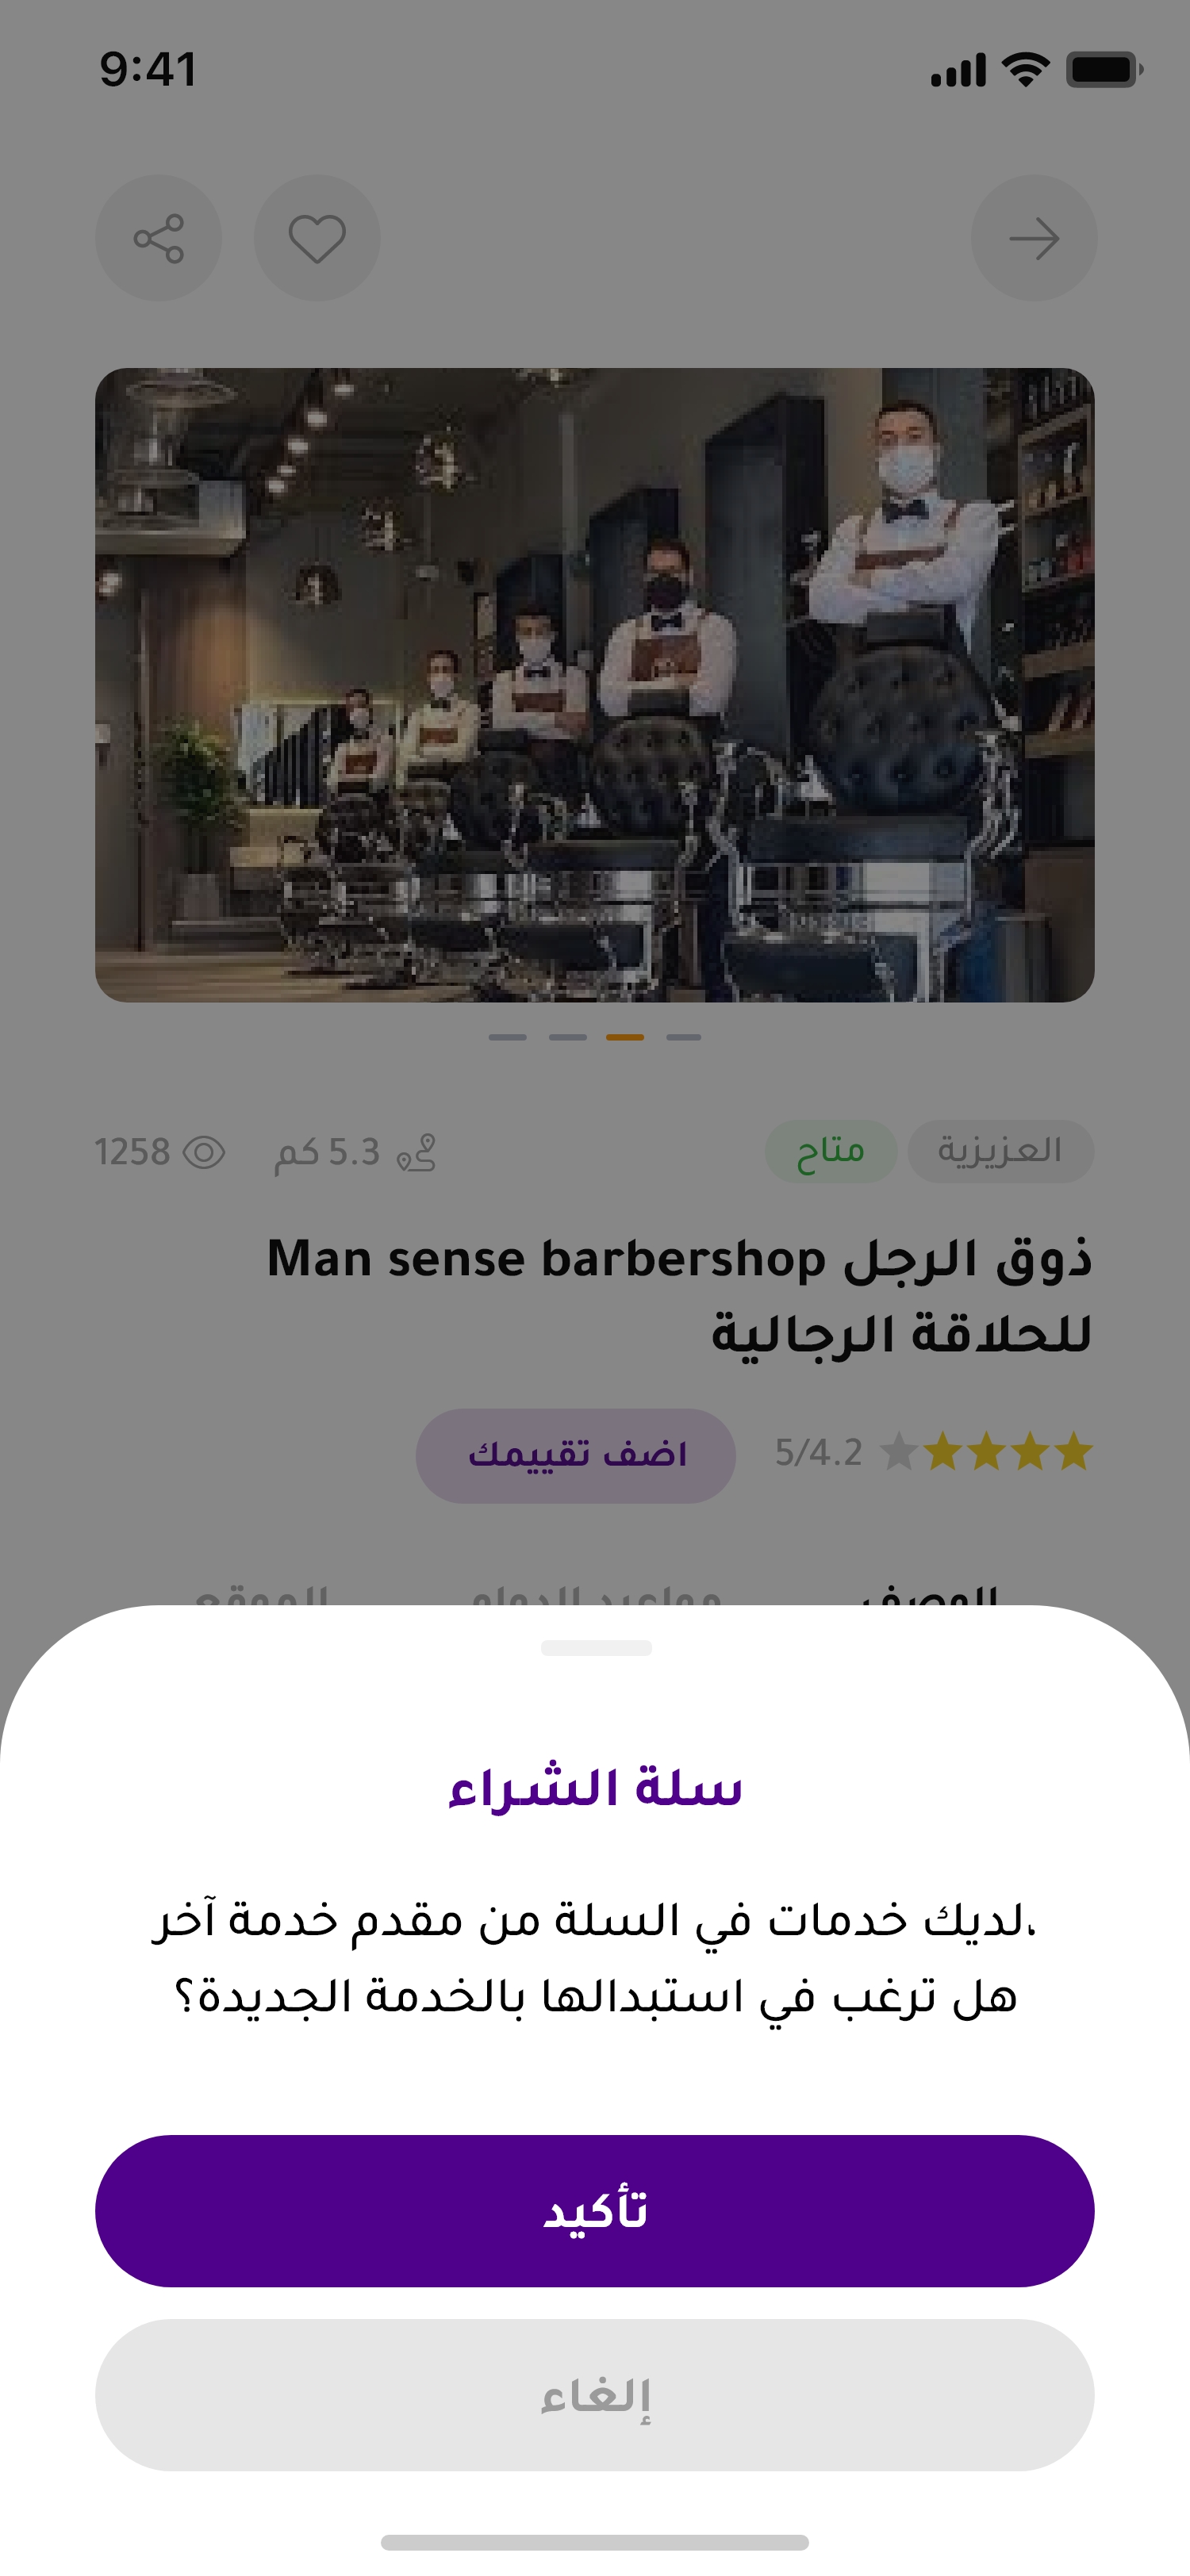 9:41
العزيزية متاح 5.3 كم 1258
ذوق الرجل Man sense barbershop
للحلاقة الرجالية
5/4.2 اضف تقييمك
الوصف مواعيد الدوام الموقع
سلة الشراء
.لديك خدمات في السلة من مقدم خدمة آخر
هل ترغب في استبدالها بالخدمة الجديدة؟
تأكيد
إلغاء